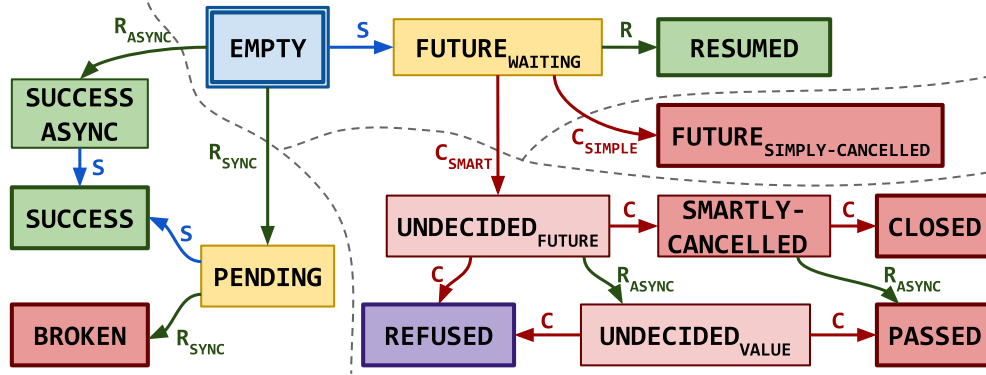 R_ASYNC
EMPTY
S
FUTURE_WAITING
R
RESUMED
SUCCESS
ASYNC
R_SYNC
C_SMART
C_SIMPLE
FUTURE_SIMPLY-CANCELLED
S
SUCCESS
S
UNDECIDED_FUTURE
C
SMARTLY-
CANCELLED
C
CLOSED
PENDING
C
R_ASYNC
R_ASYNC
BROKEN
R_SYNC
REFUSED
C
UNDECIDED_VALUE
C
PASSED